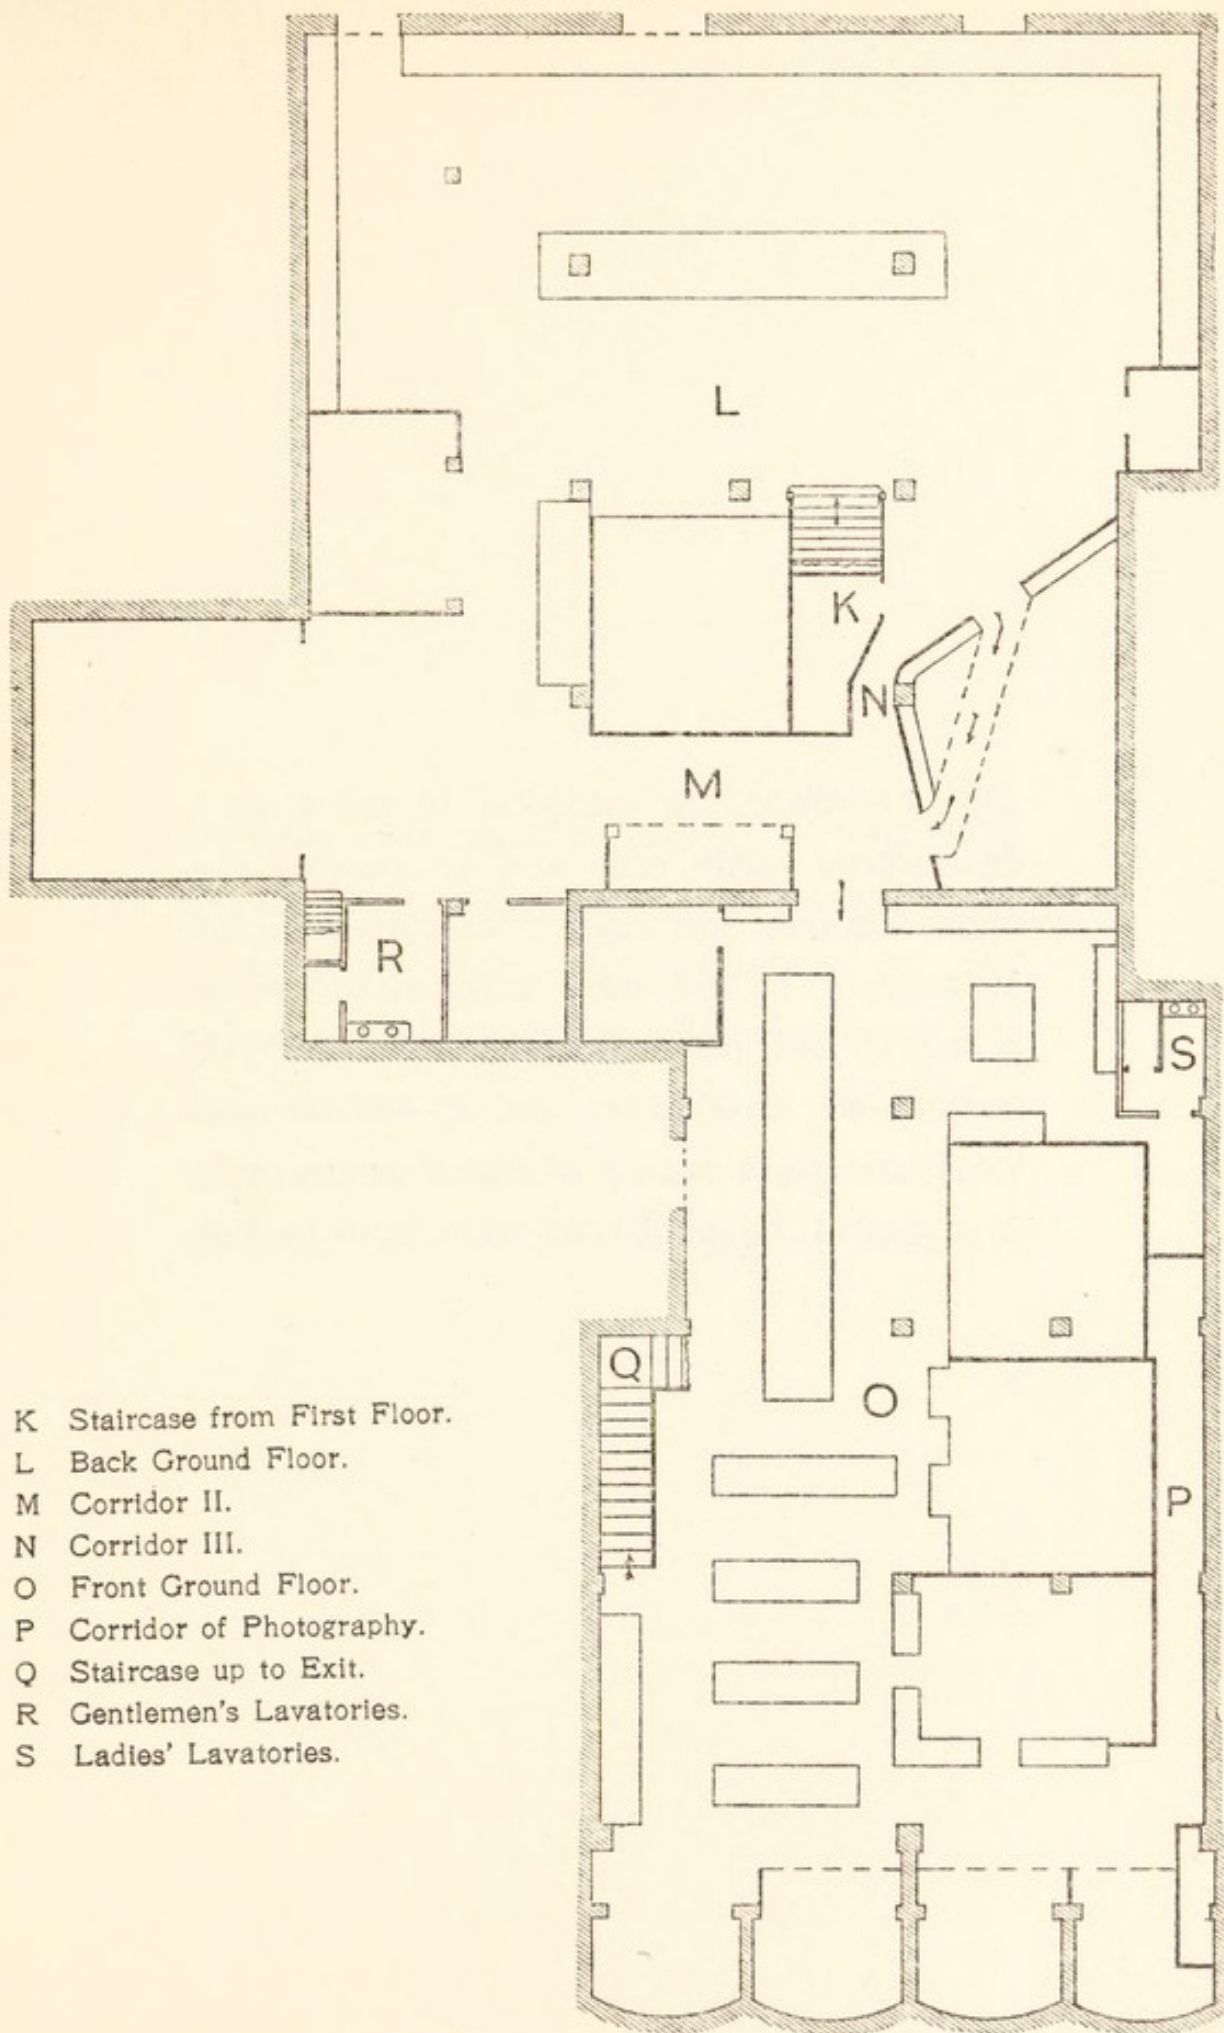 L
K
N
M
R
S
Q
O
P
K Staircase from First Floor.
L Back Ground Floor.
M Corridor II.
N Corridor III.
O Front Ground Floor.
P Corridor of Photography.
Q Staircase up to Exit.
R Gentlemen's Lavatories.
S Ladies' Lavatories.